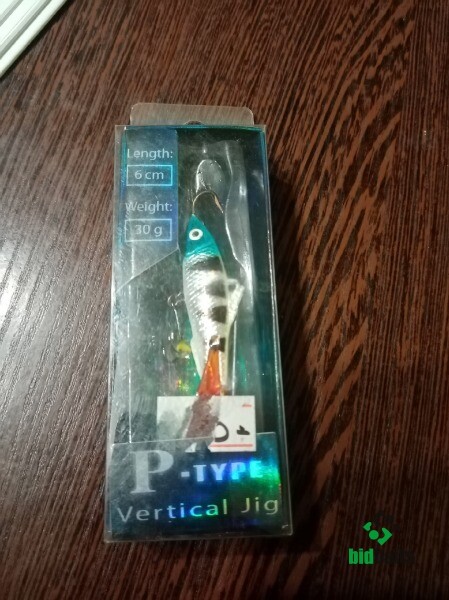 Length:
6 cm
Weight:
30 g
P-TYPE
Vertical Jig
bid